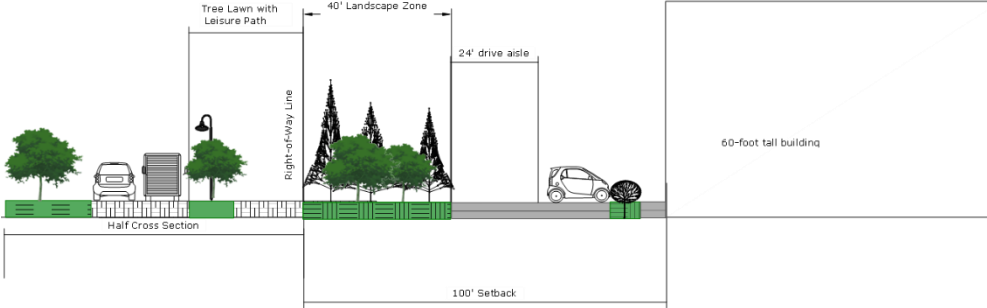 Tree Lawn with
Leisure Path
40' Landscape Zone
24' drive aisle
Right-of-Way Line
60-foot tall building
Half Cross Section
100' Setback